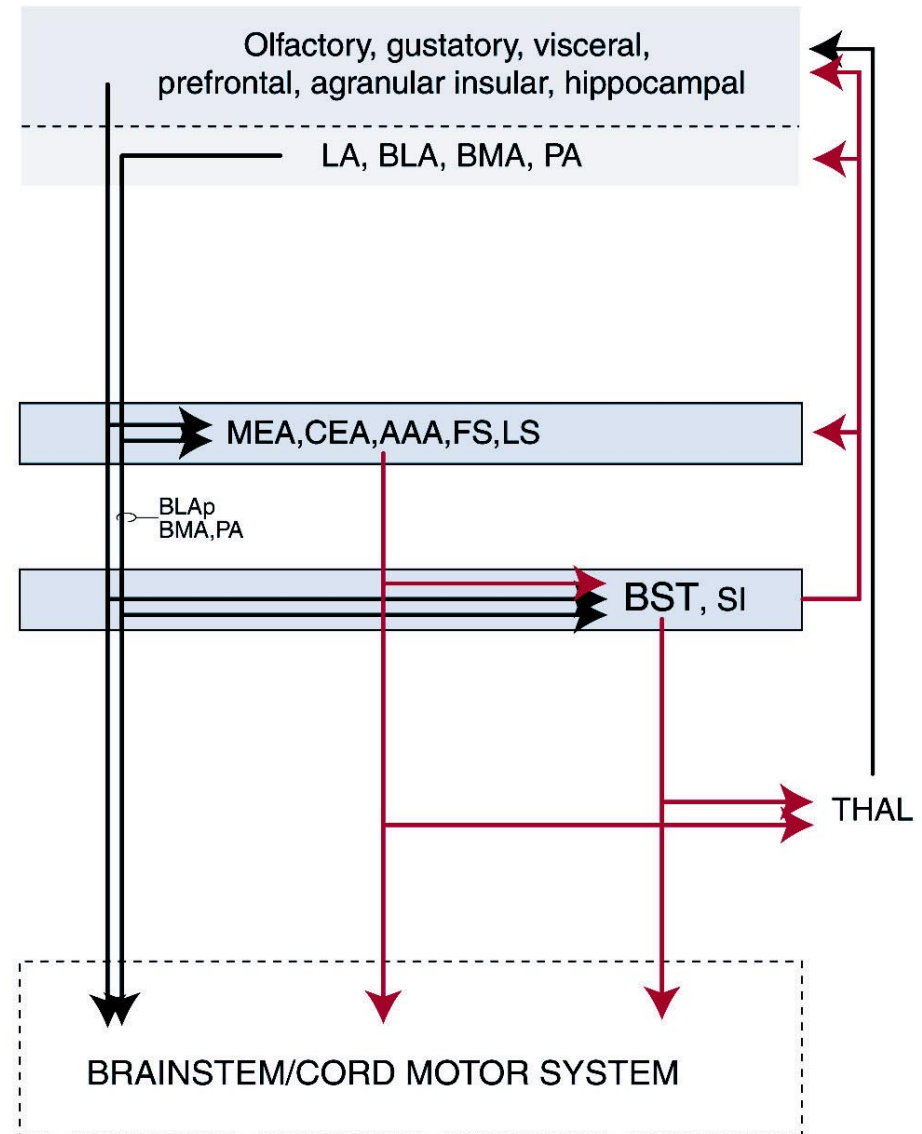 Olfactory, gustatory, visceral,
prefrontal, agranular insular, hippocampal
LA, BLA, BMA, PA
MEA,CEA,AAA,FS,LS
BLAp
BMA,PA
BST, SI
THAL
BRAINSTEM/CORD MOTOR SYSTEM